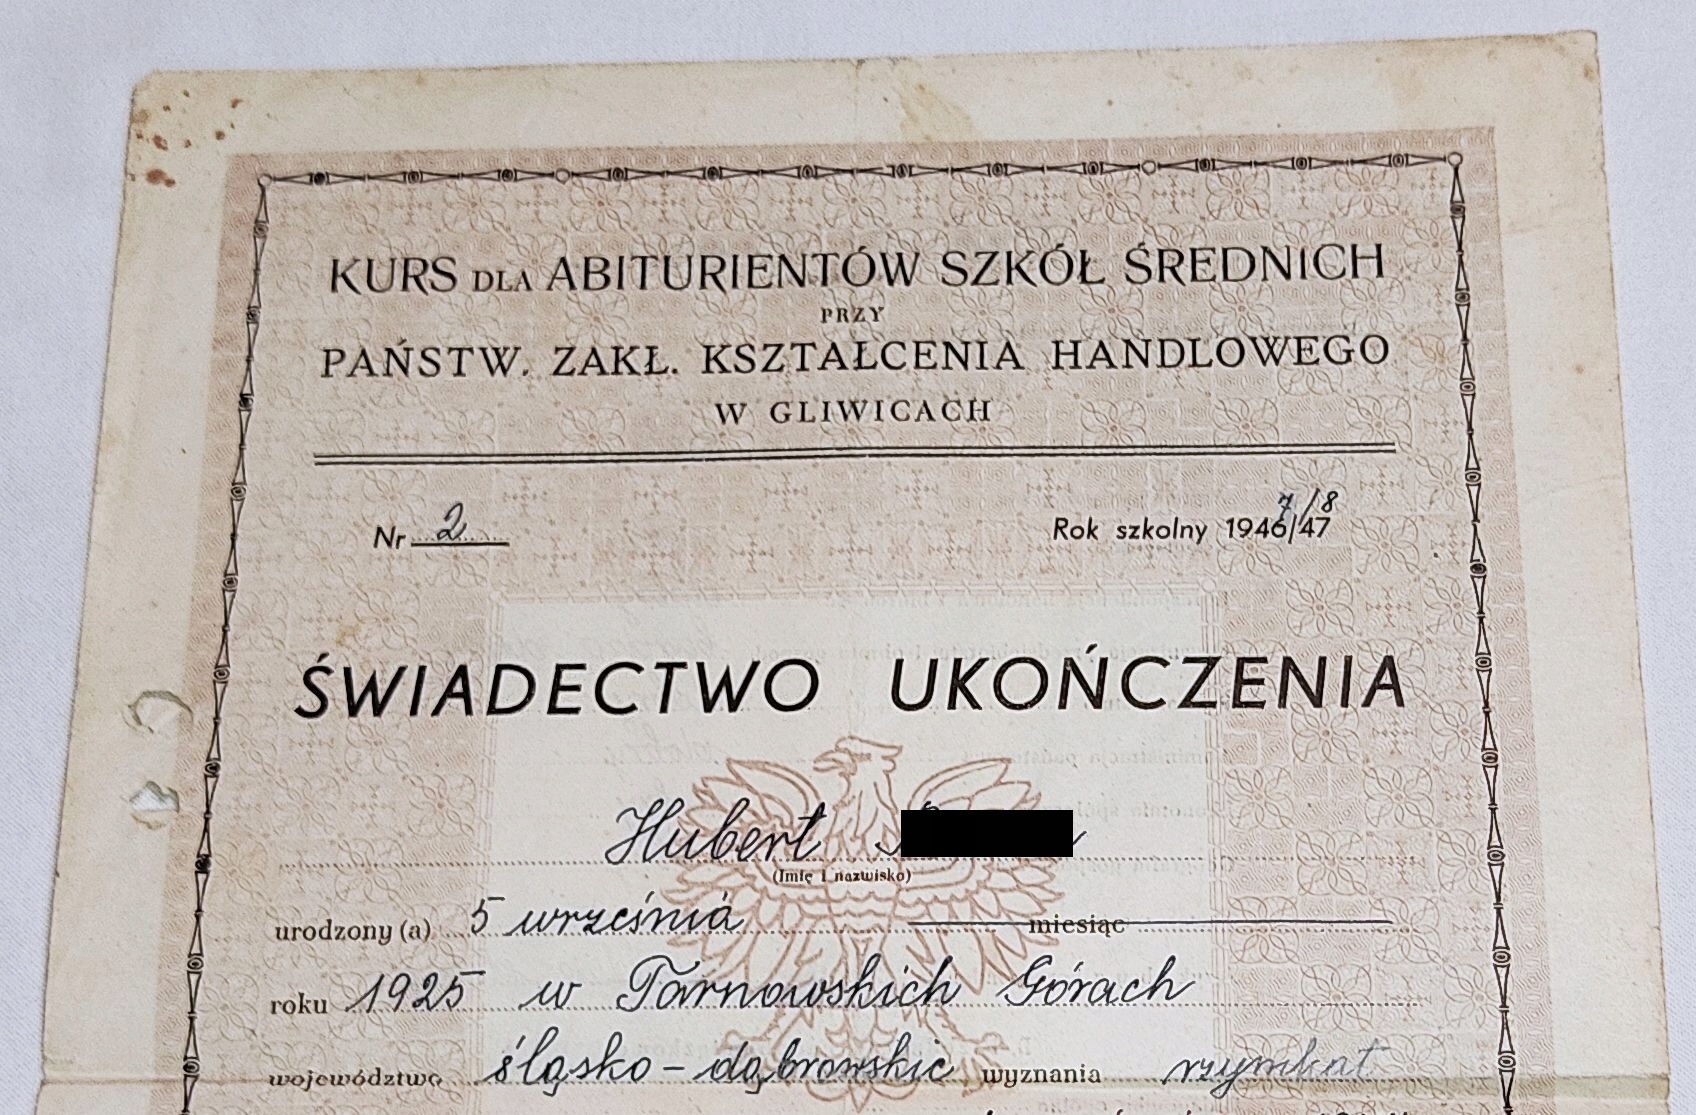 KURS DLA ABITURIENTÓW SZKÓŁ ŚREDNICH
PRZY
PAŃSTW. ZAKŁ. KSZTAŁCENIA HANDLOWEGO
W GLIWICACH
Nr 2
7/8
Rok szkolny 1946/47
ŚWIADECTWO UKOŃCZENIA
Hubert
(Imię i nazwisko)
urodzony (a) 5 września miesiąc
roku 1925 w Tarnowskich Górach
województwo śląsko-dąbrowskie wyznania rzymkat